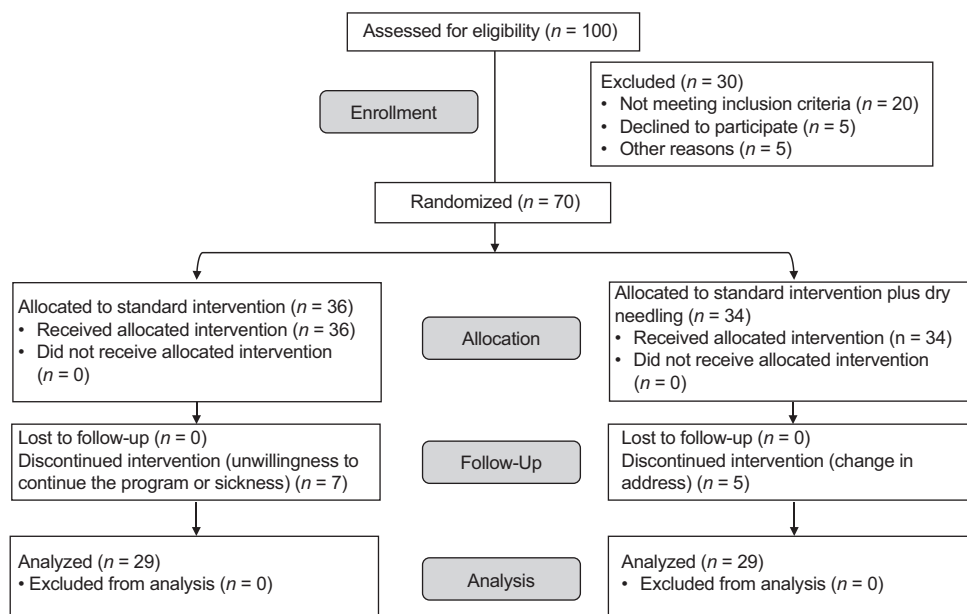 Assessed for eligibility (n = 100)
Excluded (n = 30)
• Not meeting inclusion criteria (n = 20)
• Declined to participate (n = 5)
• Other reasons (n = 5)
Enrollment
Randomized (n = 70)
Allocated to standard intervention (n = 36)
• Received allocated intervention (n = 36)
• Did not receive allocated intervention
(n = 0)
Allocation
Allocated to standard intervention plus dry
needling (n = 34)
• Received allocated intervention (n = 34)
• Did not receive allocated intervention
(n = 0)
Lost to follow-up (n = 0)
Discontinued intervention (unwillingness to
continue the program or sickness) (n = 7)
Follow-Up
Lost to follow-up (n = 0)
Discontinued intervention (change in
address) (n = 5)
Analyzed (n = 29)
• Excluded from analysis (n = 0)
Analysis
Analyzed (n = 29)
• Excluded from analysis (n = 0)